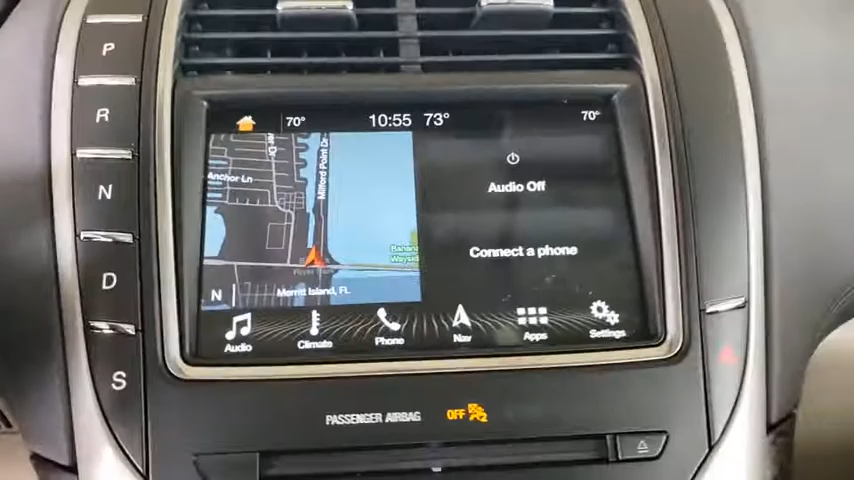 P
R
N
D
S
70°
10:55 73°
70°
Anchor Ln
Milford Point Dr
Merritt Island, FL
N
Audio Off
Connect a phone
Audio
Climate
Phone
Nav
Apps
Settings
PASSENGER AIRBAG OFF
2